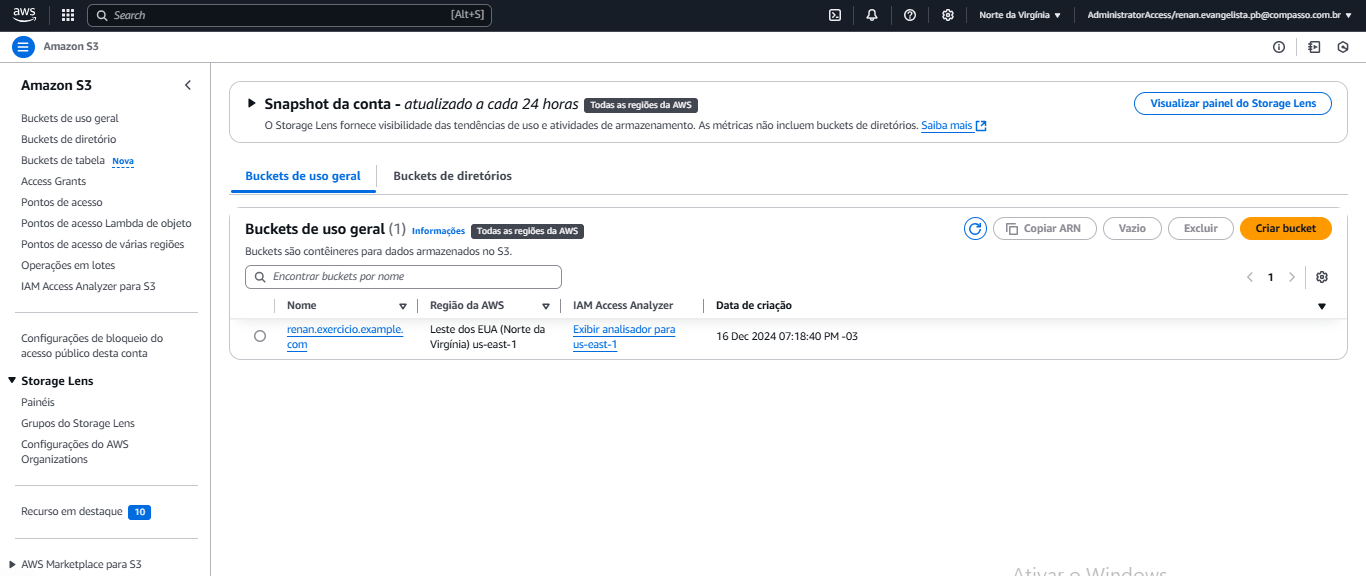 aws
Search [Alt+S]
Norte da Virgínia
AdministratorAccess/renan.evangelista.pb@compasso.com.br
Amazon S3
Amazon S3
Buckets de uso geral
Buckets de diretório
Buckets de tabela Nova
Access Grants
Pontos de acesso
Pontos de acesso Lambda de objeto
Pontos de acesso de várias regiões
Operações em lotes
IAM Access Analyzer para S3
Configurações de bloqueio do
acesso público desta conta
Storage Lens
Painéis
Grupos do Storage Lens
Configurações do AWS
Organizations
Recurso em destaque 10
AWS Marketplace para S3
Snapshot da conta - atualizado a cada 24 horas Todas as regiões da AWS
Visualizar painel do Storage Lens
O Storage Lens fornece visibilidade das tendências de uso e atividades de armazenamento. As métricas não incluem buckets de diretórios. Saiba mais
Buckets de uso geral
Buckets de diretórios
Buckets de uso geral (1) Informações Todas as regiões da AWS
Copiar ARN
Vazio
Excluir
Criar bucket
Buckets são contêineres para dados armazenados no S3.
Encontrar buckets por nome
1
Nome
Região da AWS
IAM Access Analyzer
Data de criação
renan.exercicio.example.
com
Leste dos EUA (Norte da
Virgínia) us-east-1
Exibir analisador para
us-east-1
16 Dec 2024 07:18:40 PM -03
Ativar o Windows